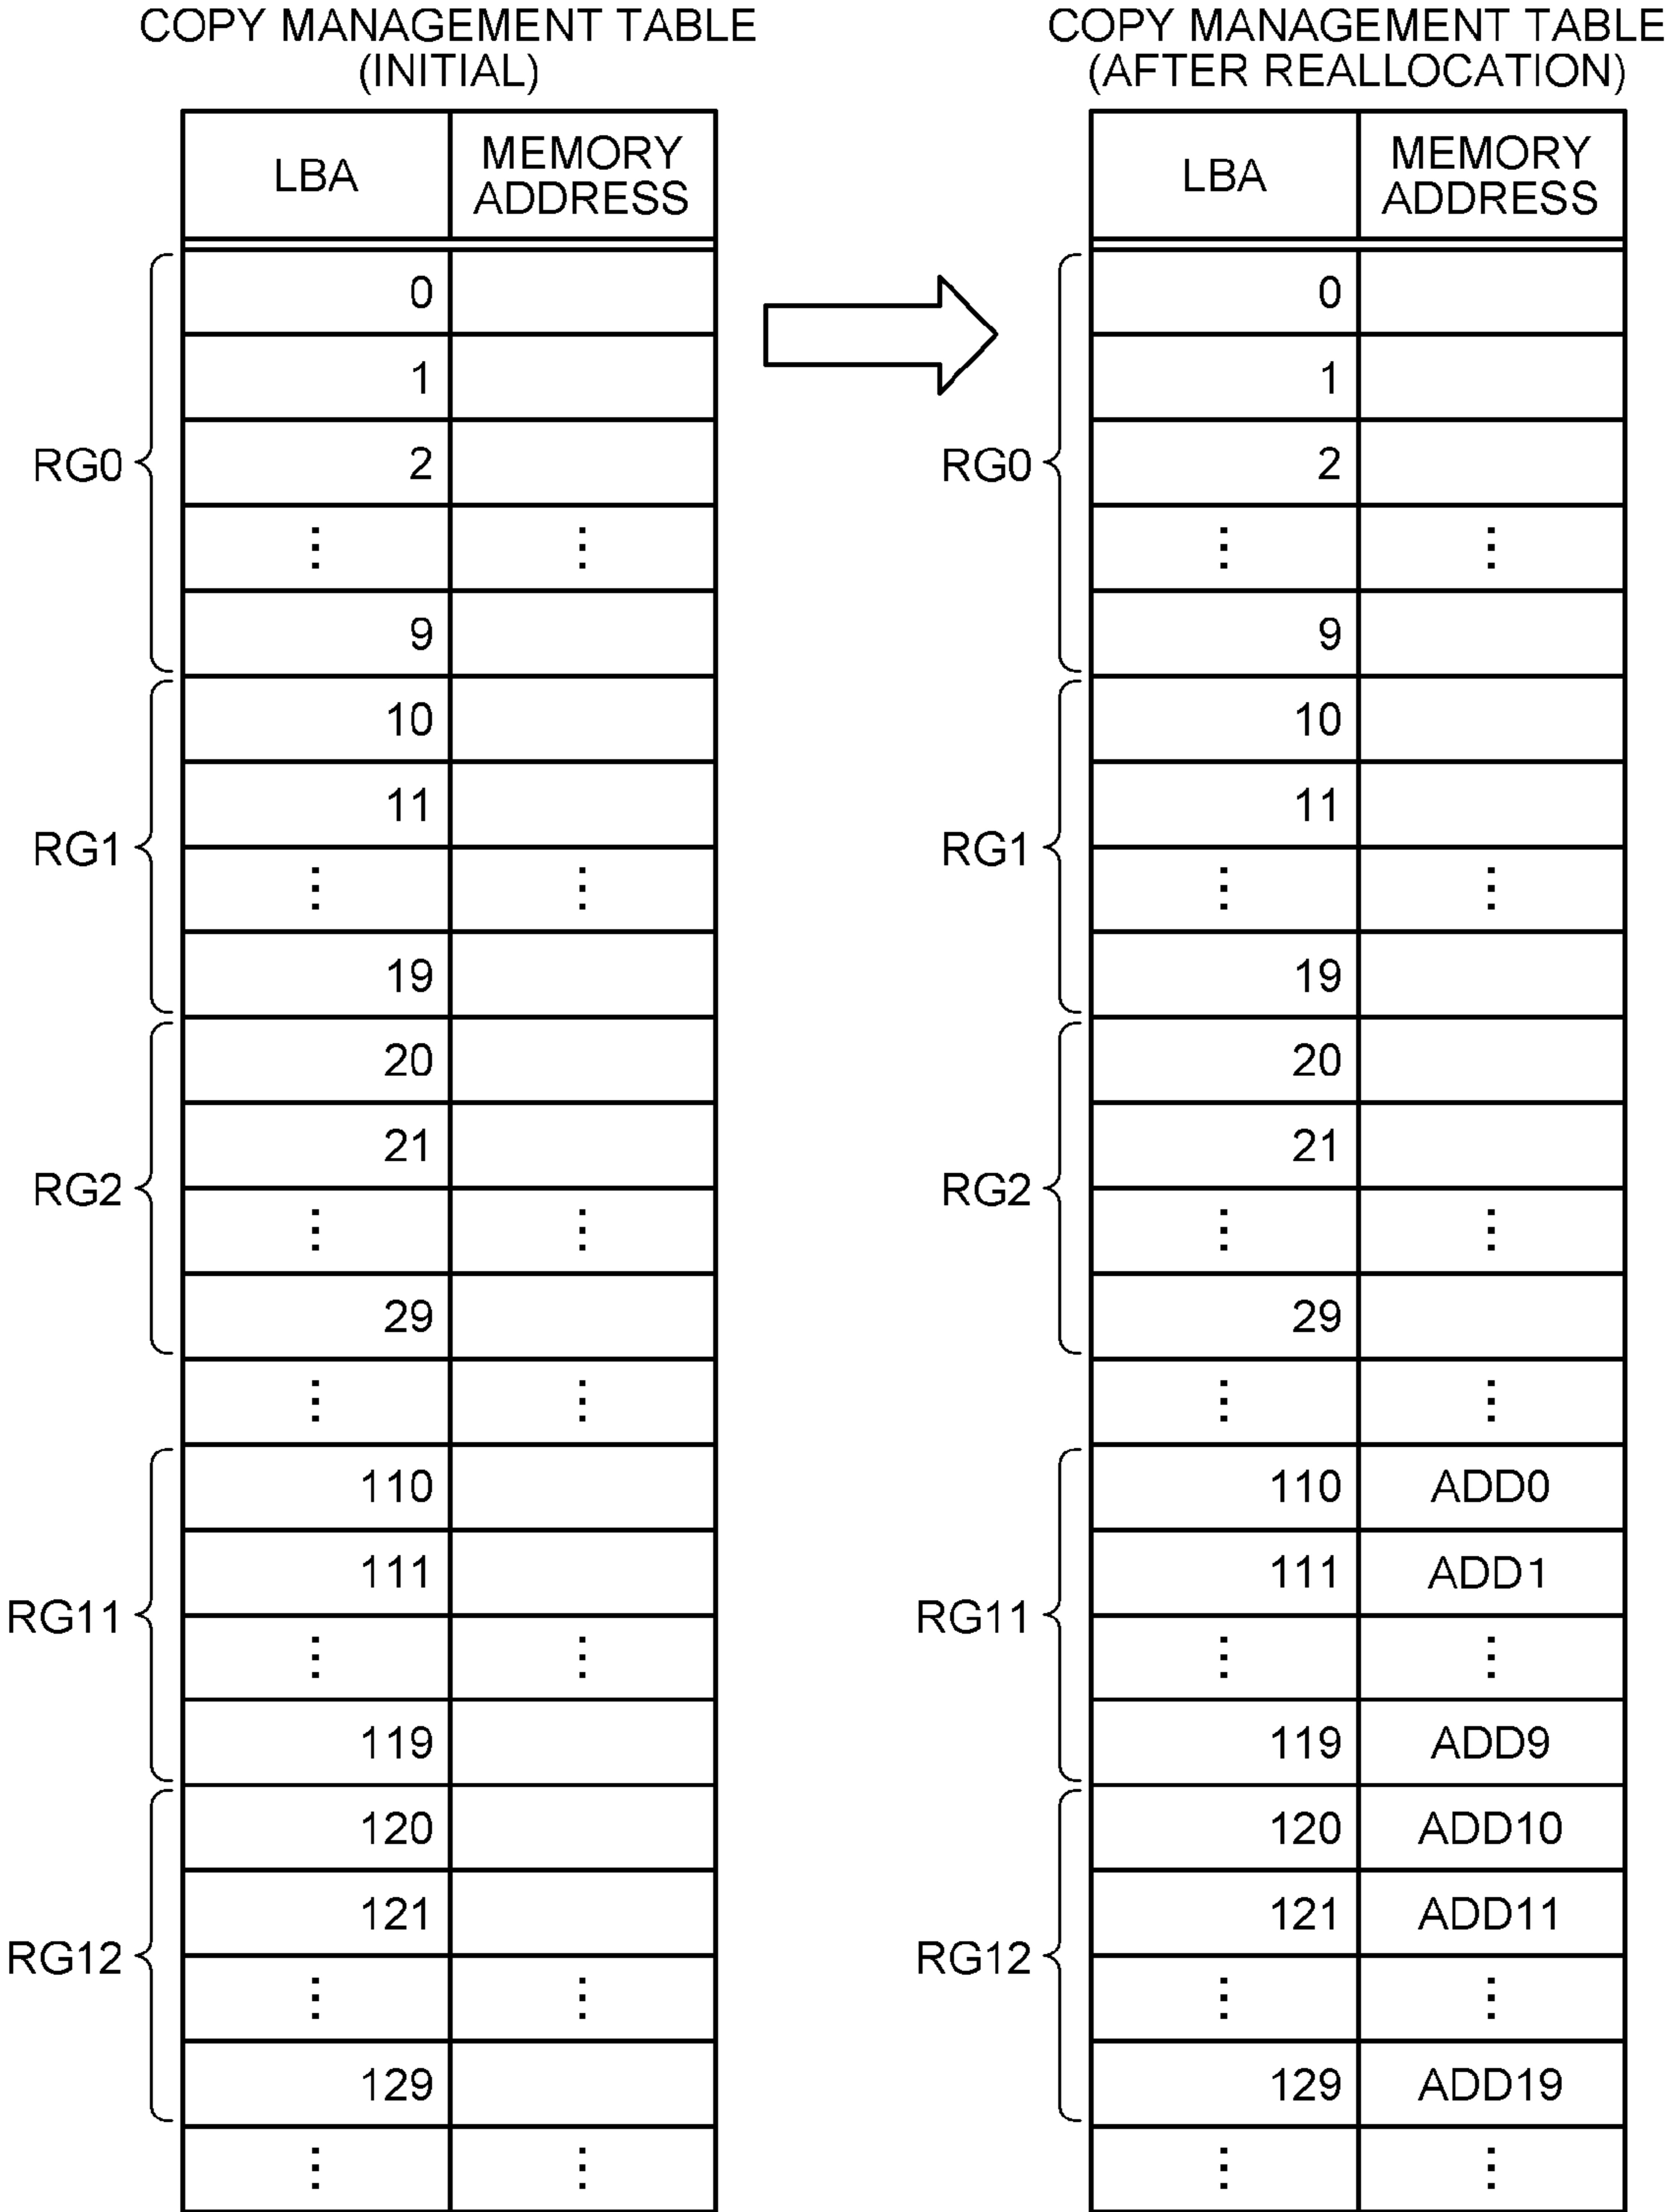 COPY MANAGEMENT TABLE
(INITIAL)
LBA MEMORY
ADDRESS
RG0
0
1
2
⋮ ⋮
9
RG1
10
11
⋮ ⋮
19
RG2
20
21
⋮ ⋮
29
⋮ ⋮
RG11
110
111
⋮ ⋮
119
RG12
120
121
⋮ ⋮
129
⋮ ⋮
COPY MANAGEMENT TABLE
(AFTER REALLOCATION)
LBA MEMORY
ADDRESS
RG0
0
1
2
⋮ ⋮
9
RG1
10
11
⋮ ⋮
19
RG2
20
21
⋮ ⋮
29
⋮ ⋮
RG11
110 ADD0
111 ADD1
⋮ ⋮
119 ADD9
RG12
120 ADD10
121 ADD11
⋮ ⋮
129 ADD19
⋮ ⋮